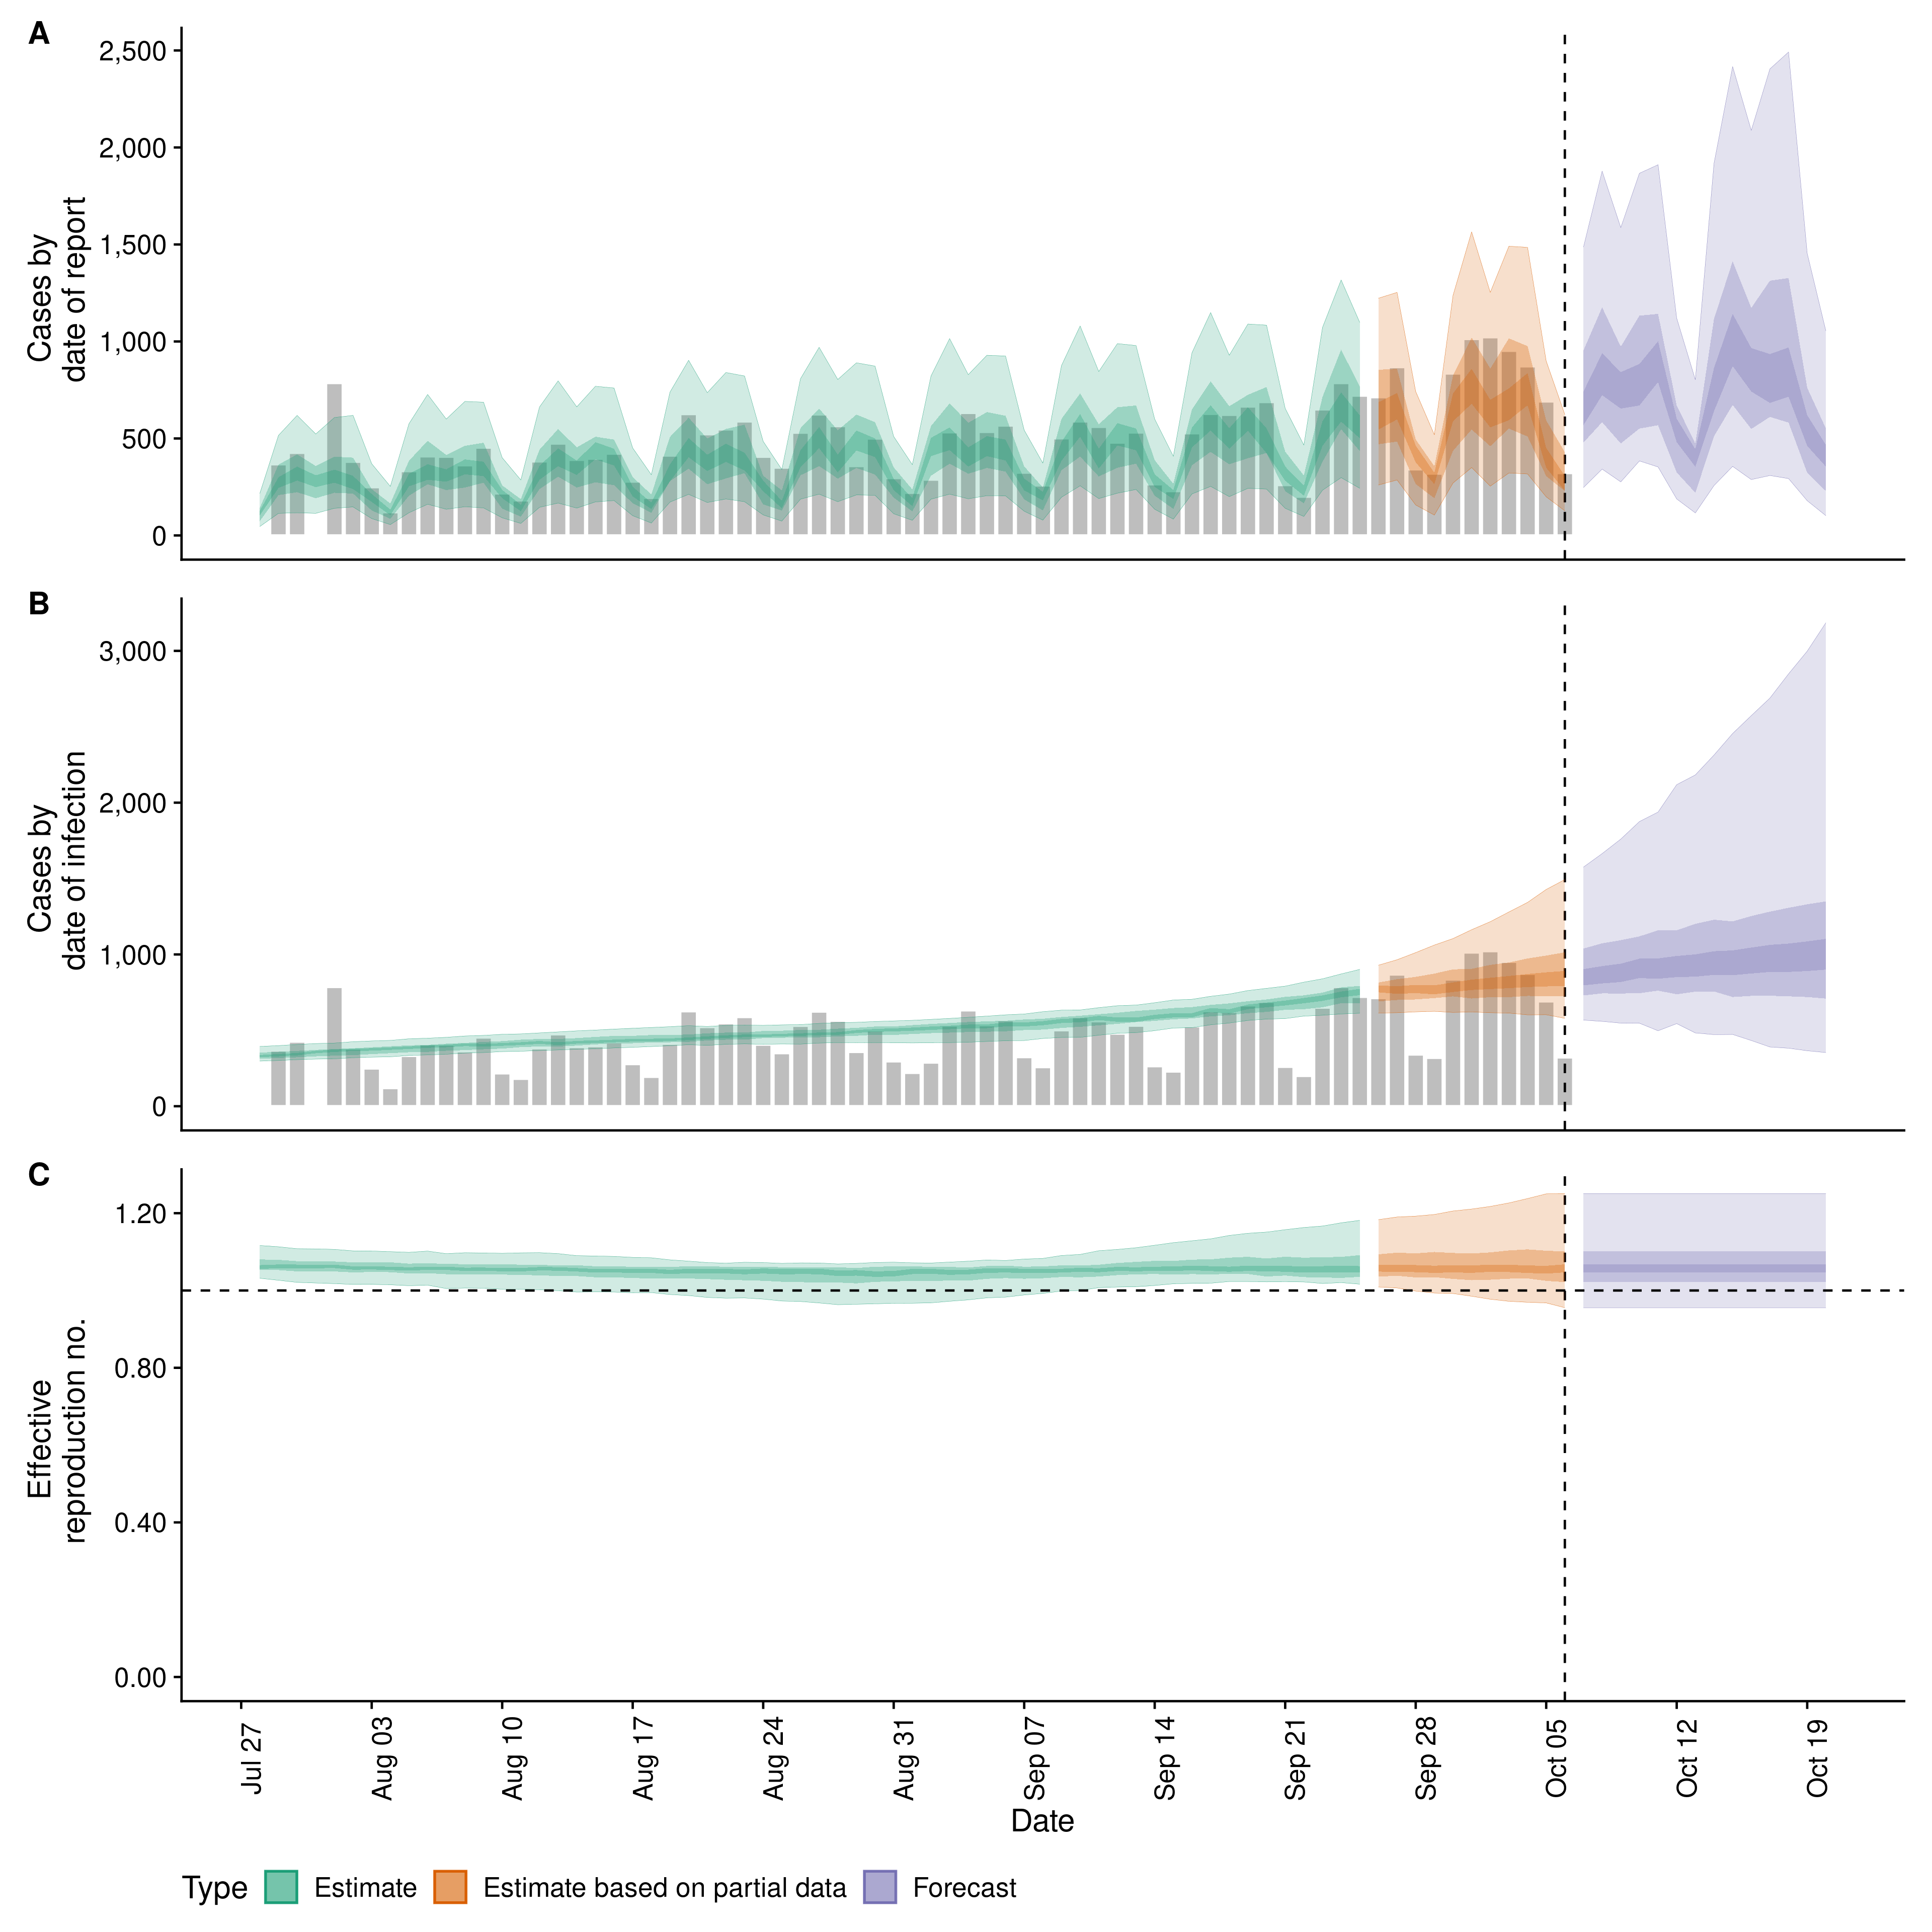 A
Cases by
date of report
2,500
2,000
1,500
1,000
500
0
B
Cases by
date of infection
3,000
2,000
1,000
0
C
Effective
reproduction no.
1.20
0.80
0.40
0.00
Jul 27
Aug 03
Aug 10
Aug 17
Aug 24
Aug 31
Sep 07
Sep 14
Sep 21
Sep 28
Oct 05
Oct 12
Oct 19
Date
Type Estimate Estimate based on partial data Forecast